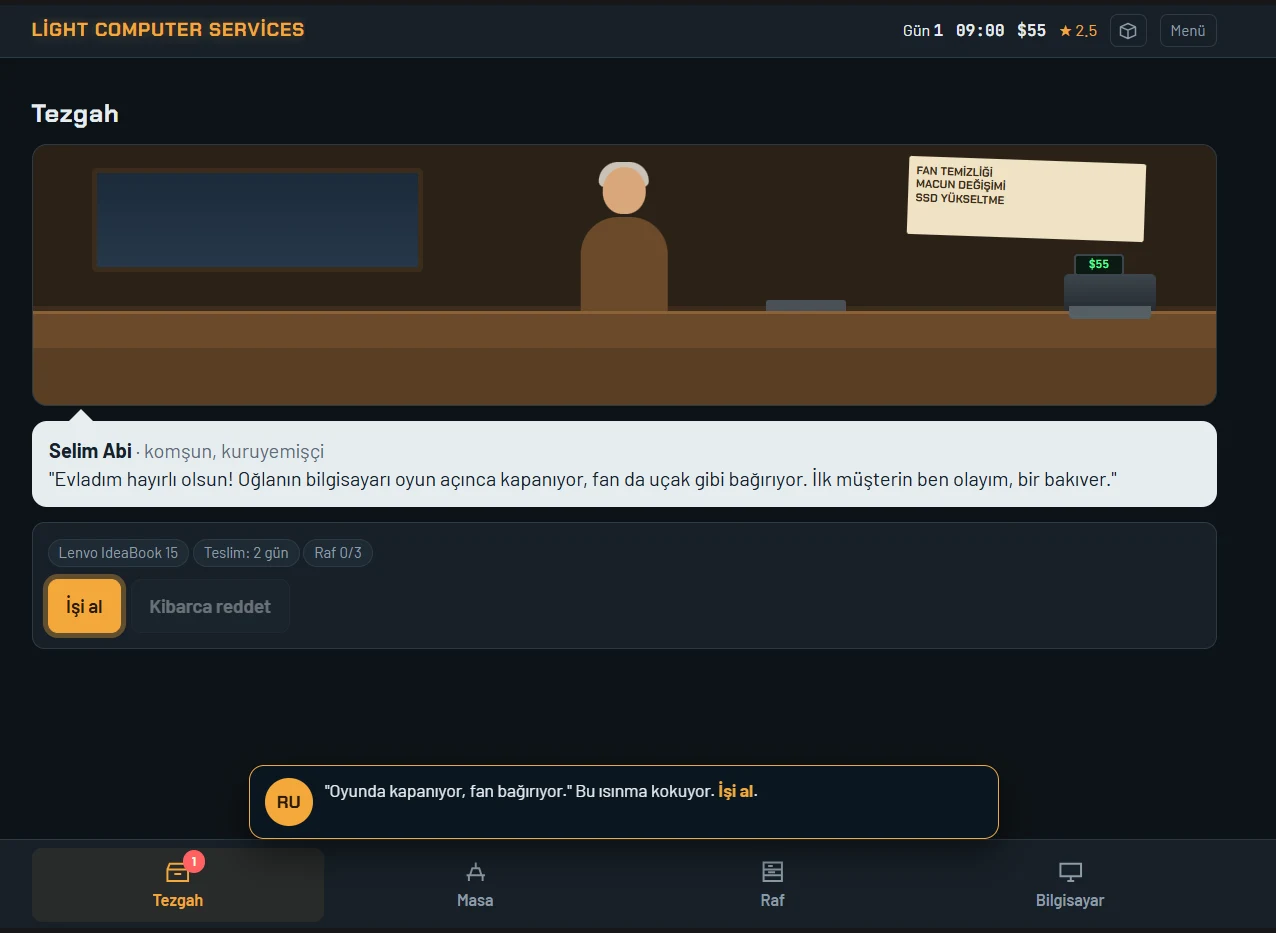 LİGHT COMPUTER SERVİCES
Gün 1 09:00 $55 ★ 2.5 Menü
Tezgah
FAN TEMİZLİĞİ
MACUN DEĞİŞİMİ
SSD YÜKSELTME
$55
Selim Abi · komşun, kuruyemişçi
"Evladım hayırlı olsun! Oğlanın bilgisayarı oyun açınca kapanıyor, fan da uçak gibi bağırıyor. İlk müşterin ben olayım, bir bakıver."
Lenvo IdeaBook 15 Teslim: 2 gün Raf 0/3
İşi al Kibarca reddet
RU "Oyunda kapanıyor, fan bağırıyor." Bu ısınma kokuyor. İşi al.
1
Tezgah Masa Raf Bilgisayar